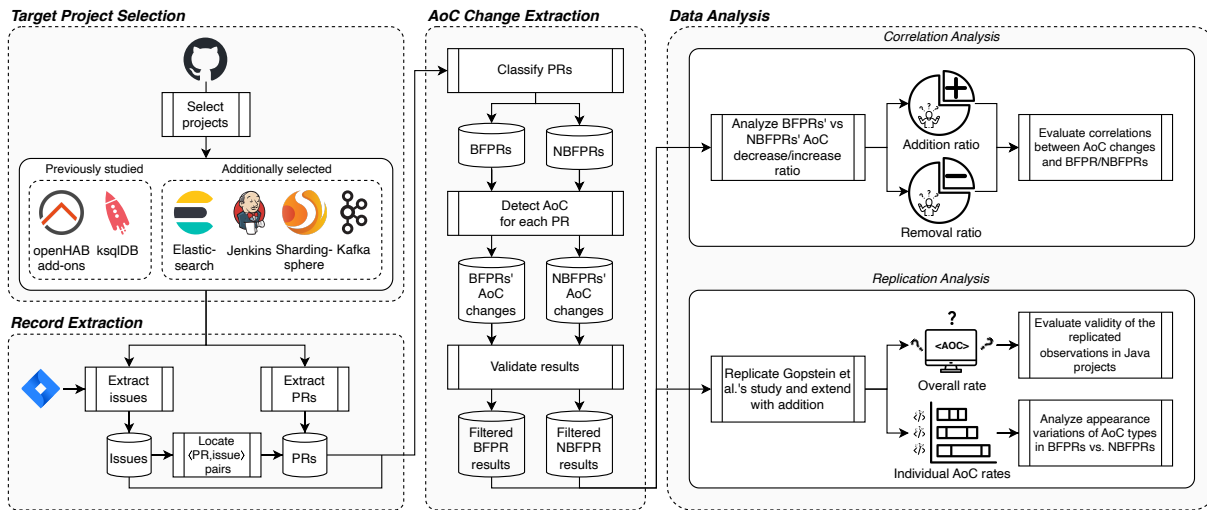 Target Project Selection
Select
projects
Previously studied
Additionally selected
openHAB
add-ons
ksqlDB
Elastic-
search
Jenkins
Sharding-
sphere
Kafka
Record Extraction
Extract
issues
Extract
PRs
Issues
Locate
⟨PR,issue⟩
pairs
PRs
AoC Change Extraction
Classify PRs
BFPRs
NBFPRs
Detect AoC
for each PR
BFPRs'
AoC
changes
NBFPRs'
AoC
changes
Validate results
Filtered
BFPR
results
Filtered
NBFPR
results
Data Analysis
Correlation Analysis
Analyze BFPRs' vs
NBFPRs' AoC
decrease/increase
ratio
?
Addition ratio
?
Removal ratio
Evaluate correlations
between AoC changes
and BFPR/NBFPRs
Replication Analysis
Replicate Gopstein et
al.'s study and extend
with addition
?
? <AOC> ?
Overall rate
</>
</>
</>
Individual AoC rates
Evaluate validity of the
replicated
observations in Java
projects
Analyze appearance
variations of AoC types
in BFPRs vs. NBFPRs